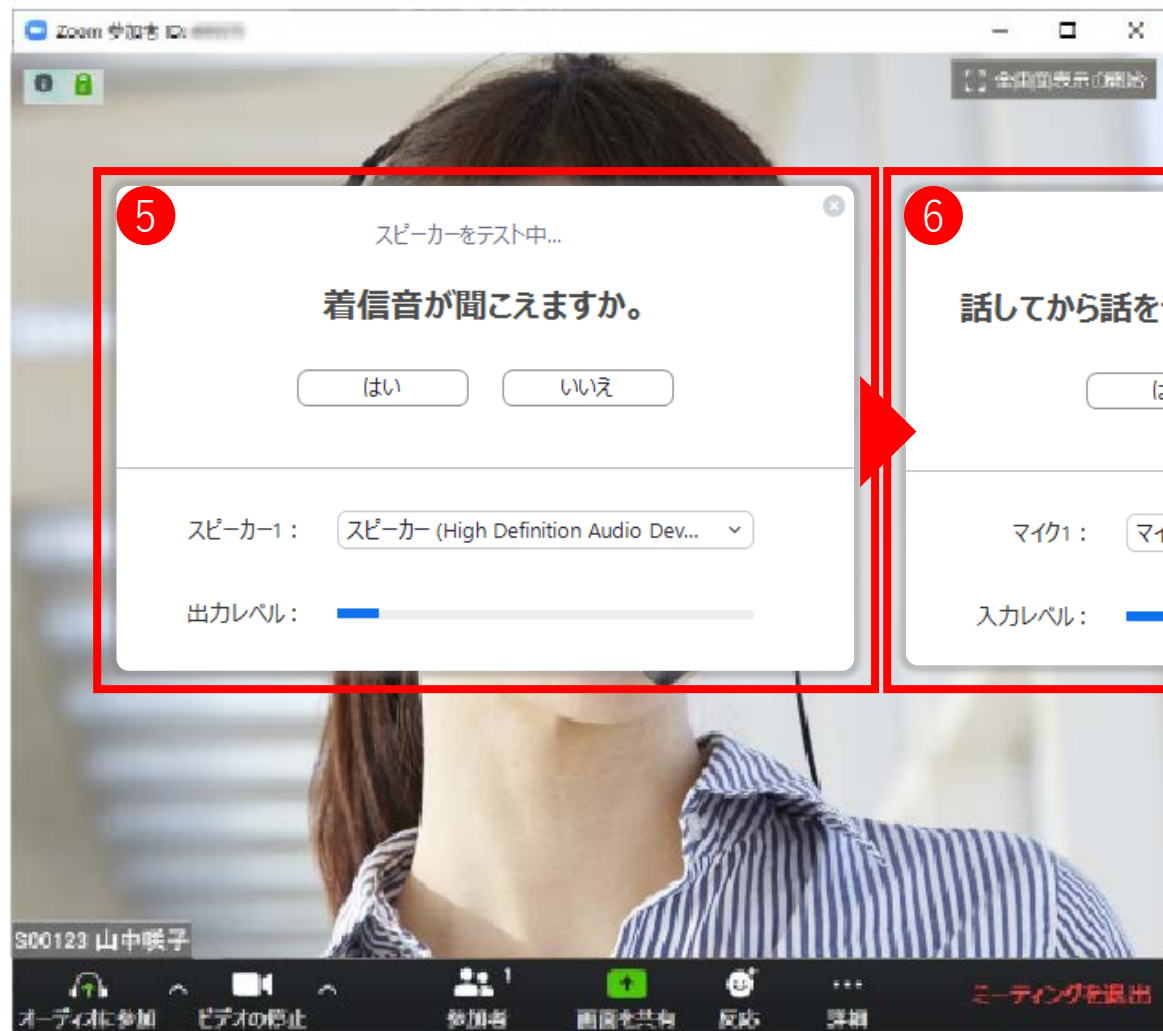 Zoom 参加者 ID:
全画面表示の開始
5
スピーカーをテスト中...
着信音が聞こえますか。
はい
いいえ
スピーカー1：
スピーカー (High Definition Audio Dev...
出力レベル：
6
話してから話を
マイク1：
マイ
入力レベル：
S00123 山中咲子
オーディオに参加
ビデオの停止
1
参加者
画面を共有
反応
詳細
ミーティングを退出